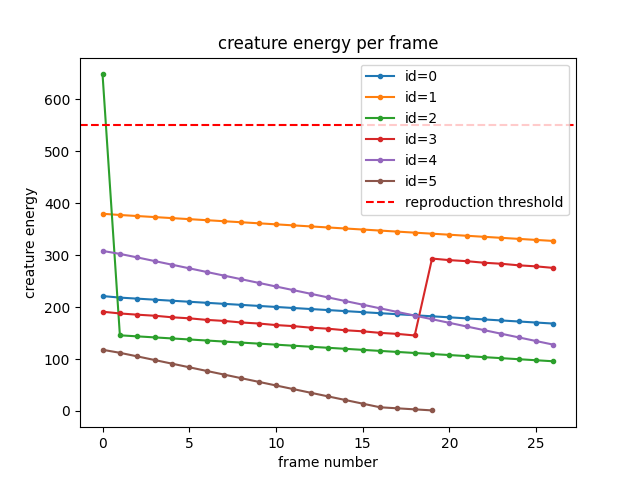 creature energy per frame
id=0
id=1
id=2
id=3
id=4
id=5
reproduction threshold
creature energy
600
500
400
300
200
100
0
0 5 10 15 20 25
frame number